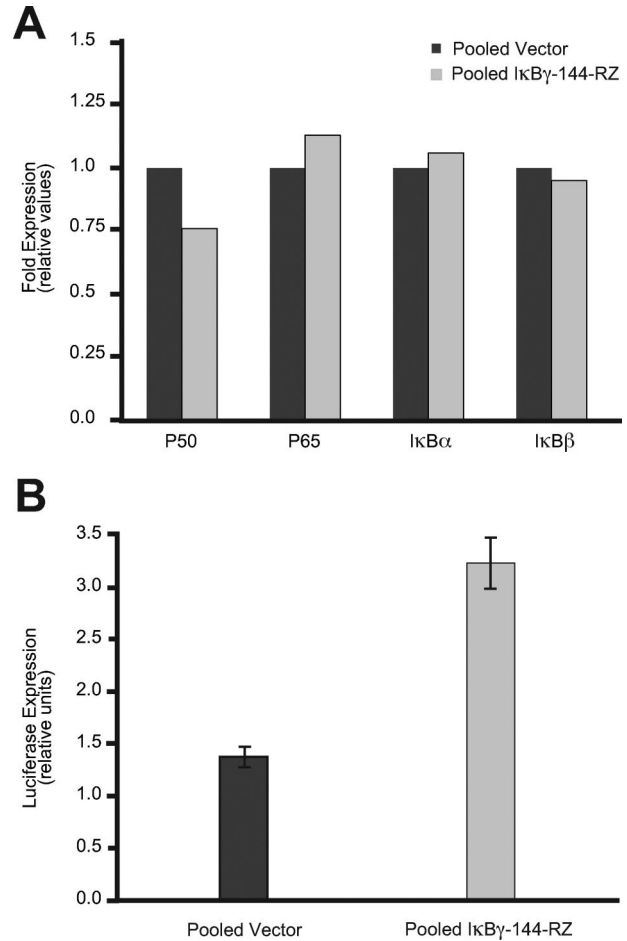 A
1.5
1.25
1.0
0.75
0.5
0.25
0.0
Fold Expression
(relative values)
Pooled Vector
Pooled IκBγ-144-RZ
P50 P65 IκBα IκBβ
B
3.5
3.0
2.5
2.0
1.5
1.0
0.5
0.0
Luciferase Expression
(relative units)
Pooled Vector Pooled IκBγ-144-RZ